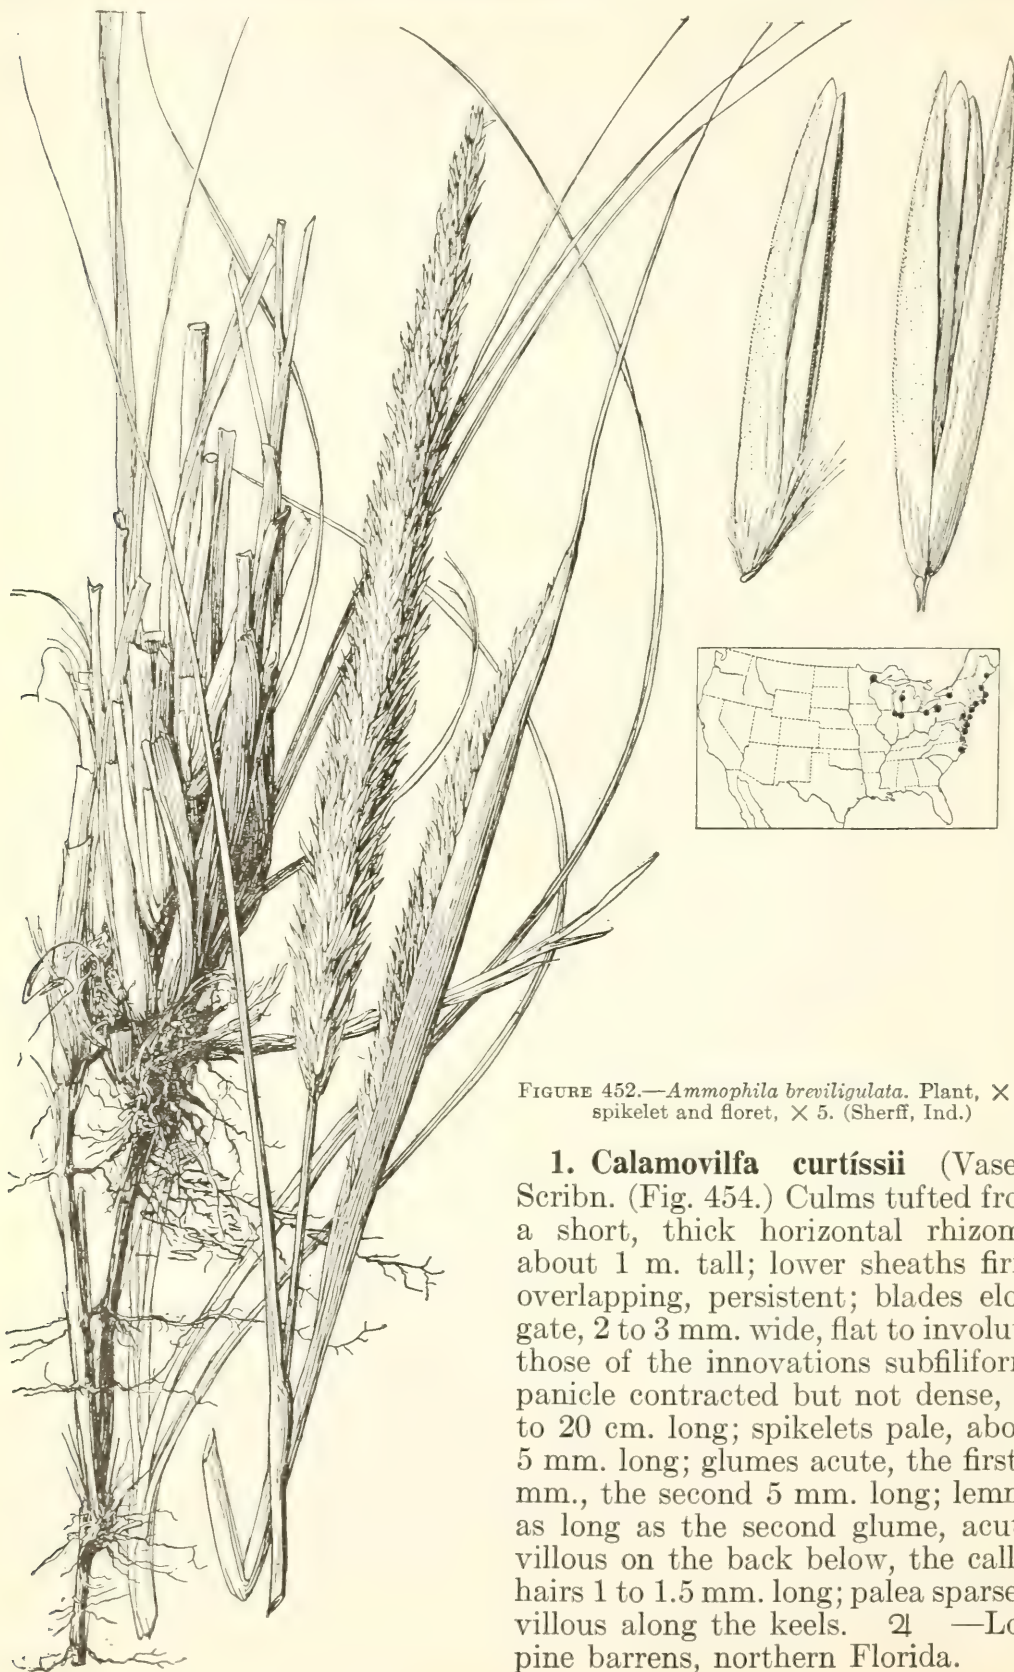 FIGURE 452.—Ammophila breviligulata. Plant, ×
spikelet and floret, × 5. (Sherff, Ind.)
1. Calamovilfa curtíssii (Vase
Scribn. (Fig. 454.) Culms tufted fro
a short, thick horizontal rhizom
about 1 m. tall; lower sheaths fir
overlapping, persistent; blades elo
gate, 2 to 3 mm. wide, flat to involu
those of the innovations subfilifor
panicle contracted but not dense,
to 20 cm. long; spikelets pale, abo
5 mm. long; glumes acute, the first
mm., the second 5 mm. long; lem
as long as the second glume, acu
villous on the back below, the call
hairs 1 to 1.5 mm. long; palea sparse
villous along the keels. ♃ —Lo
pine barrens, northern Florida.